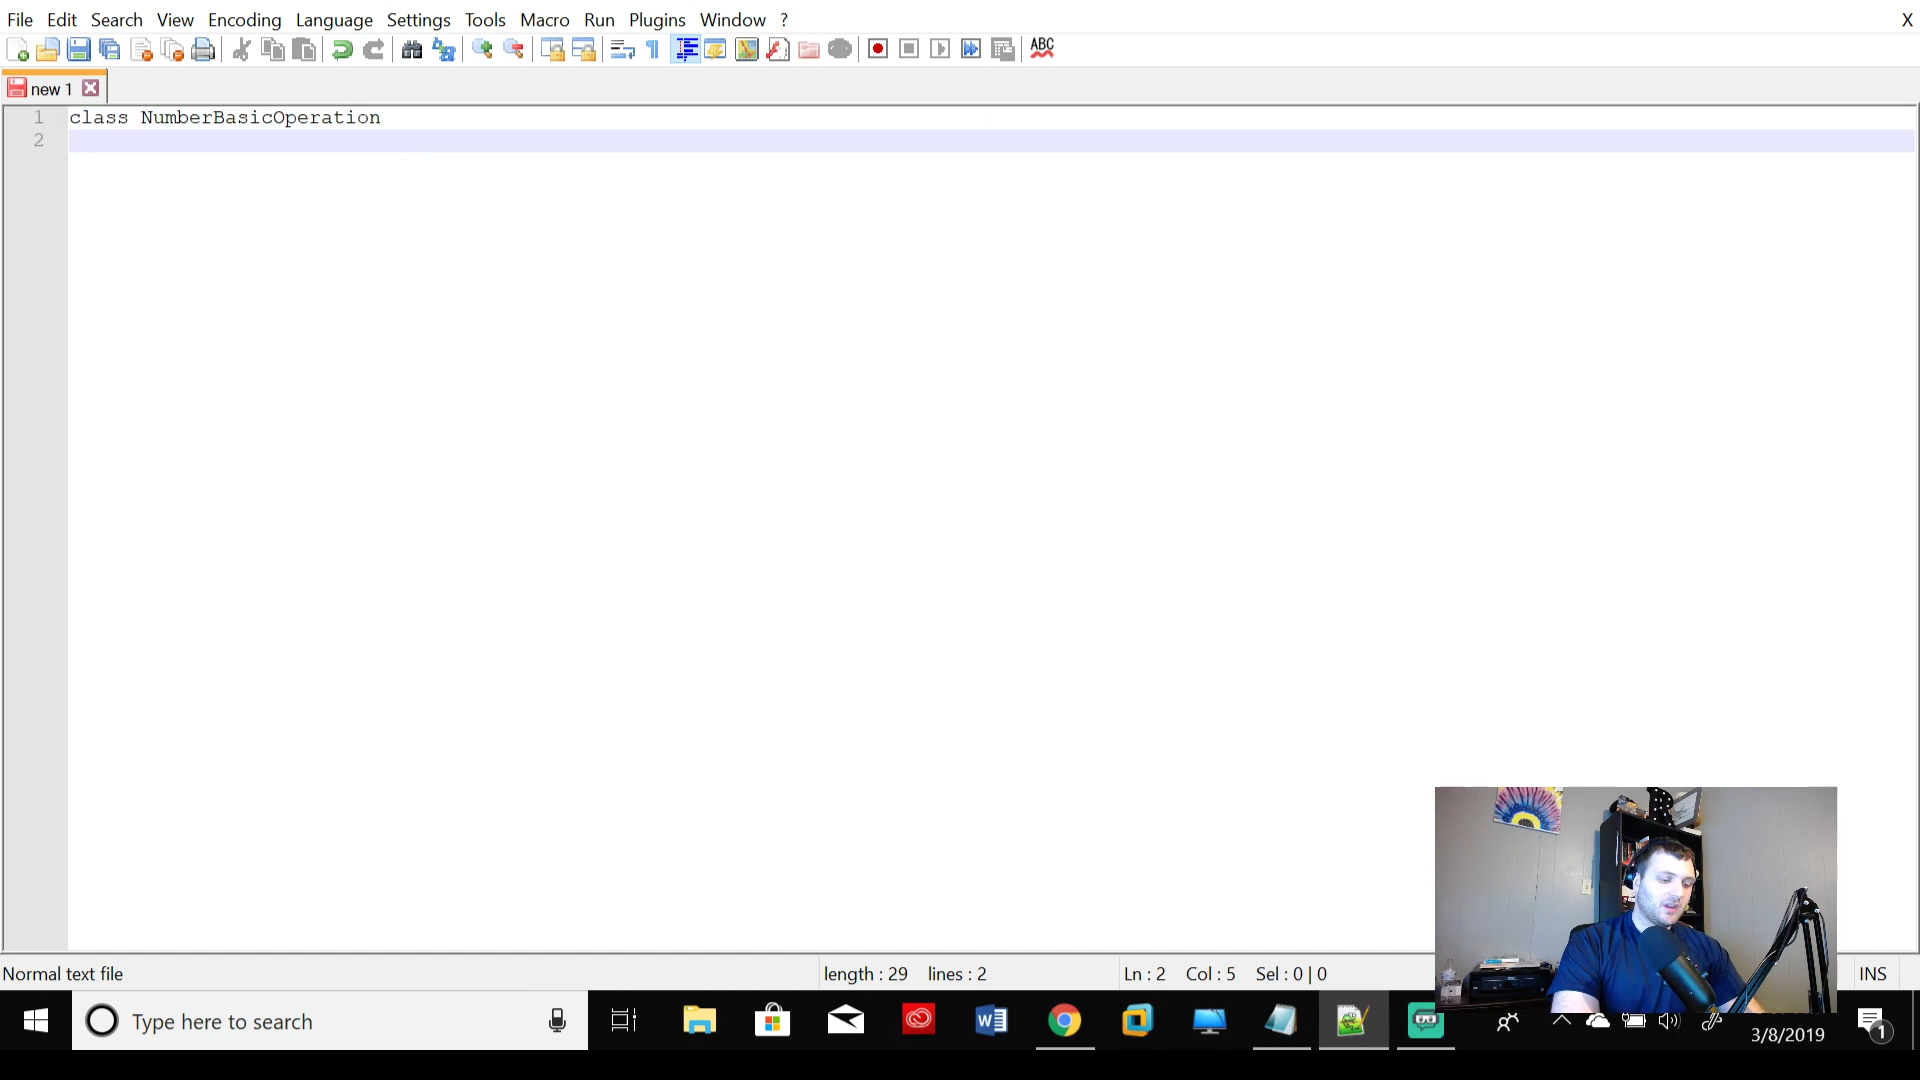 File Edit Search View Encoding Language Settings Tools Macro Run Plugins Window ? X
ABC
new 1
1 class NumberBasicOperation
2
Normal text file length : 29 lines : 2 Ln : 2 Col : 5 Sel : 0 | 0 INS
Type here to search
3/8/2019
1